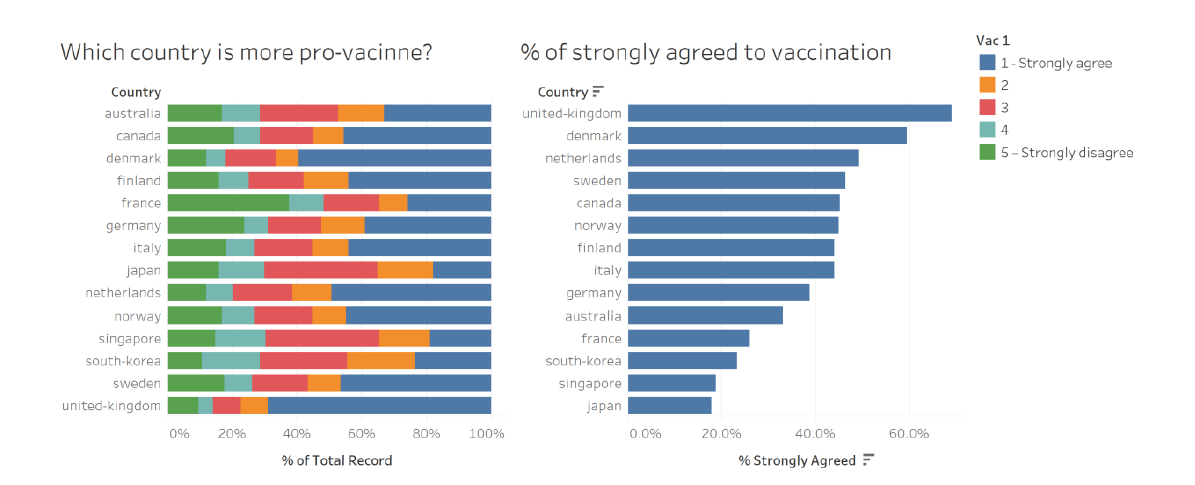 Which country is more pro-vacinne?
Country
australia
canada
denmark
finland
france
germany
italy
japan
netherlands
norway
singapore
south-korea
sweden
united-kingdom
0% 20% 40% 60% 80% 100%
% of Total Record
% of strongly agreed to vaccination
Country
united-kingdom
denmark
netherlands
sweden
canada
norway
finland
italy
germany
australia
france
south-korea
singapore
japan
0.0% 20.0% 40.0% 60.0%
% Strongly Agreed
Vac 1
1 - Strongly agree
2
3
4
5 – Strongly disagree